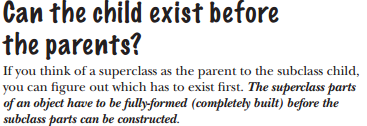 Can the child exist before
the parents?
If you think of a superclass as the parent to the subclass child,
you can figure out which has to exist first. The superclass parts
of an object have to be fully-formed (completely built) before the
subclass parts can be constructed.